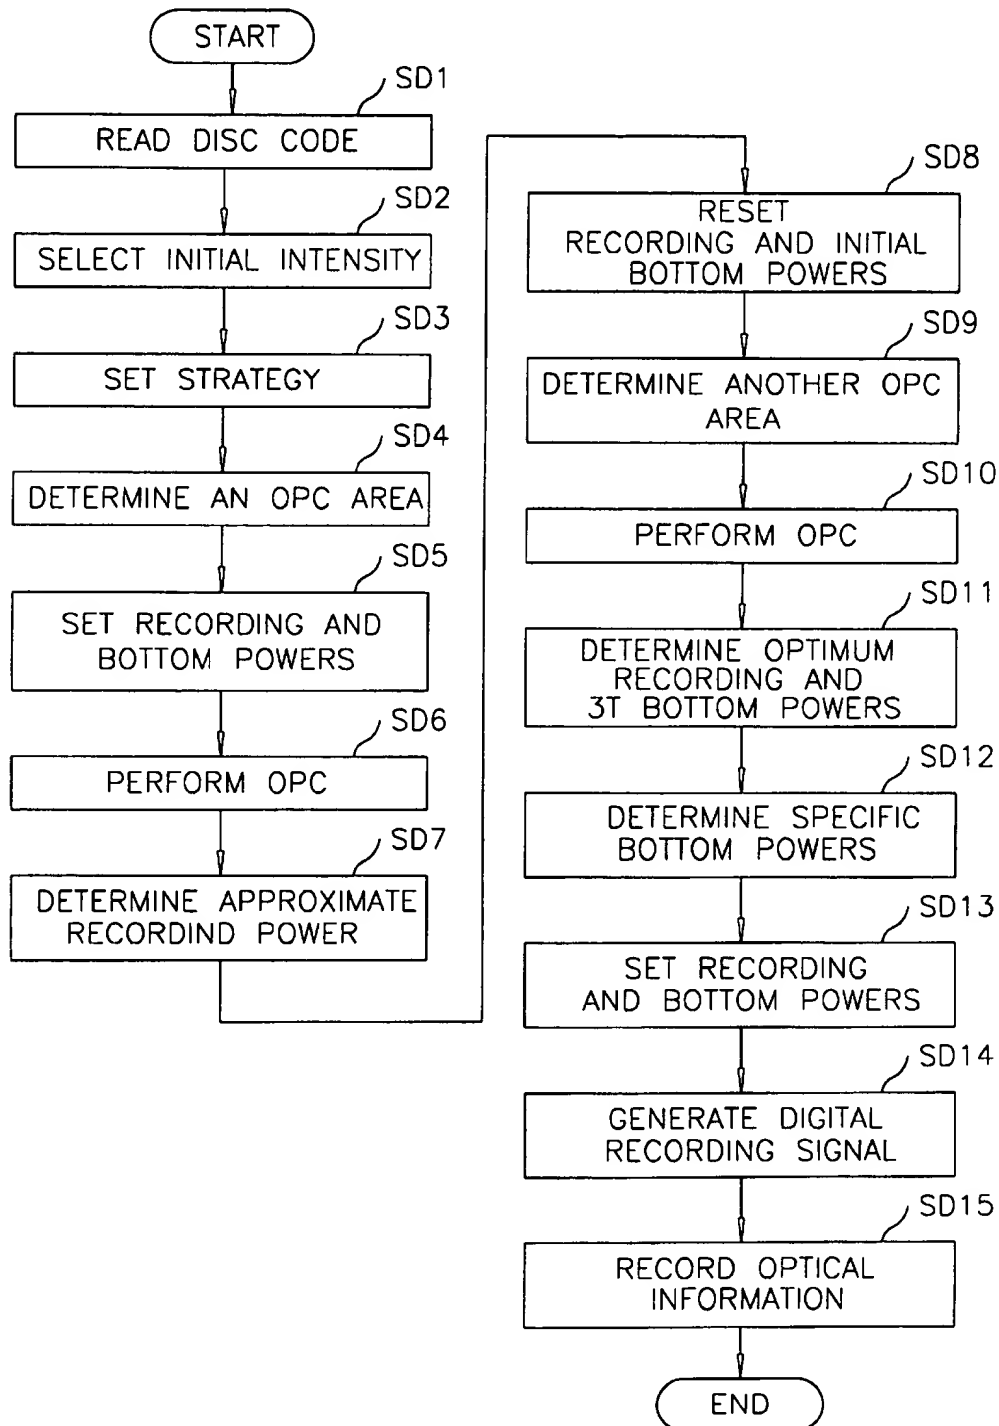 START
SD1
READ DISC CODE
SD2
SELECT INITIAL INTENSITY
SD3
SET STRATEGY
SD4
DETERMINE AN OPC AREA
SD5
SET RECORDING AND
BOTTOM POWERS
SD6
PERFORM OPC
SD7
DETERMINE APPROXIMATE
RECORDIND POWER
SD8
RESET
RECORDING AND INITIAL
BOTTOM POWERS
SD9
DETERMINE ANOTHER OPC
AREA
SD10
PERFORM OPC
SD11
DETERMINE OPTIMUM
RECORDING AND
3T BOTTOM POWERS
SD12
DETERMINE SPECIFIC
BOTTOM POWERS
SD13
SET RECORDING
AND BOTTOM POWERS
SD14
GENERATE DIGITAL
RECORDING SIGNAL
SD15
RECORD OPTICAL
INFORMATION
END